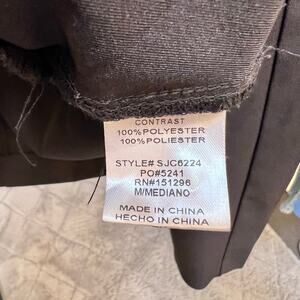 CONTRAST
100%POLYESTER
100%POLIESTER
STYLE# SJC6224
PO#5241
RN#151296
M/MEDIANO
MADE IN CHINA
HECHO IN CHINA